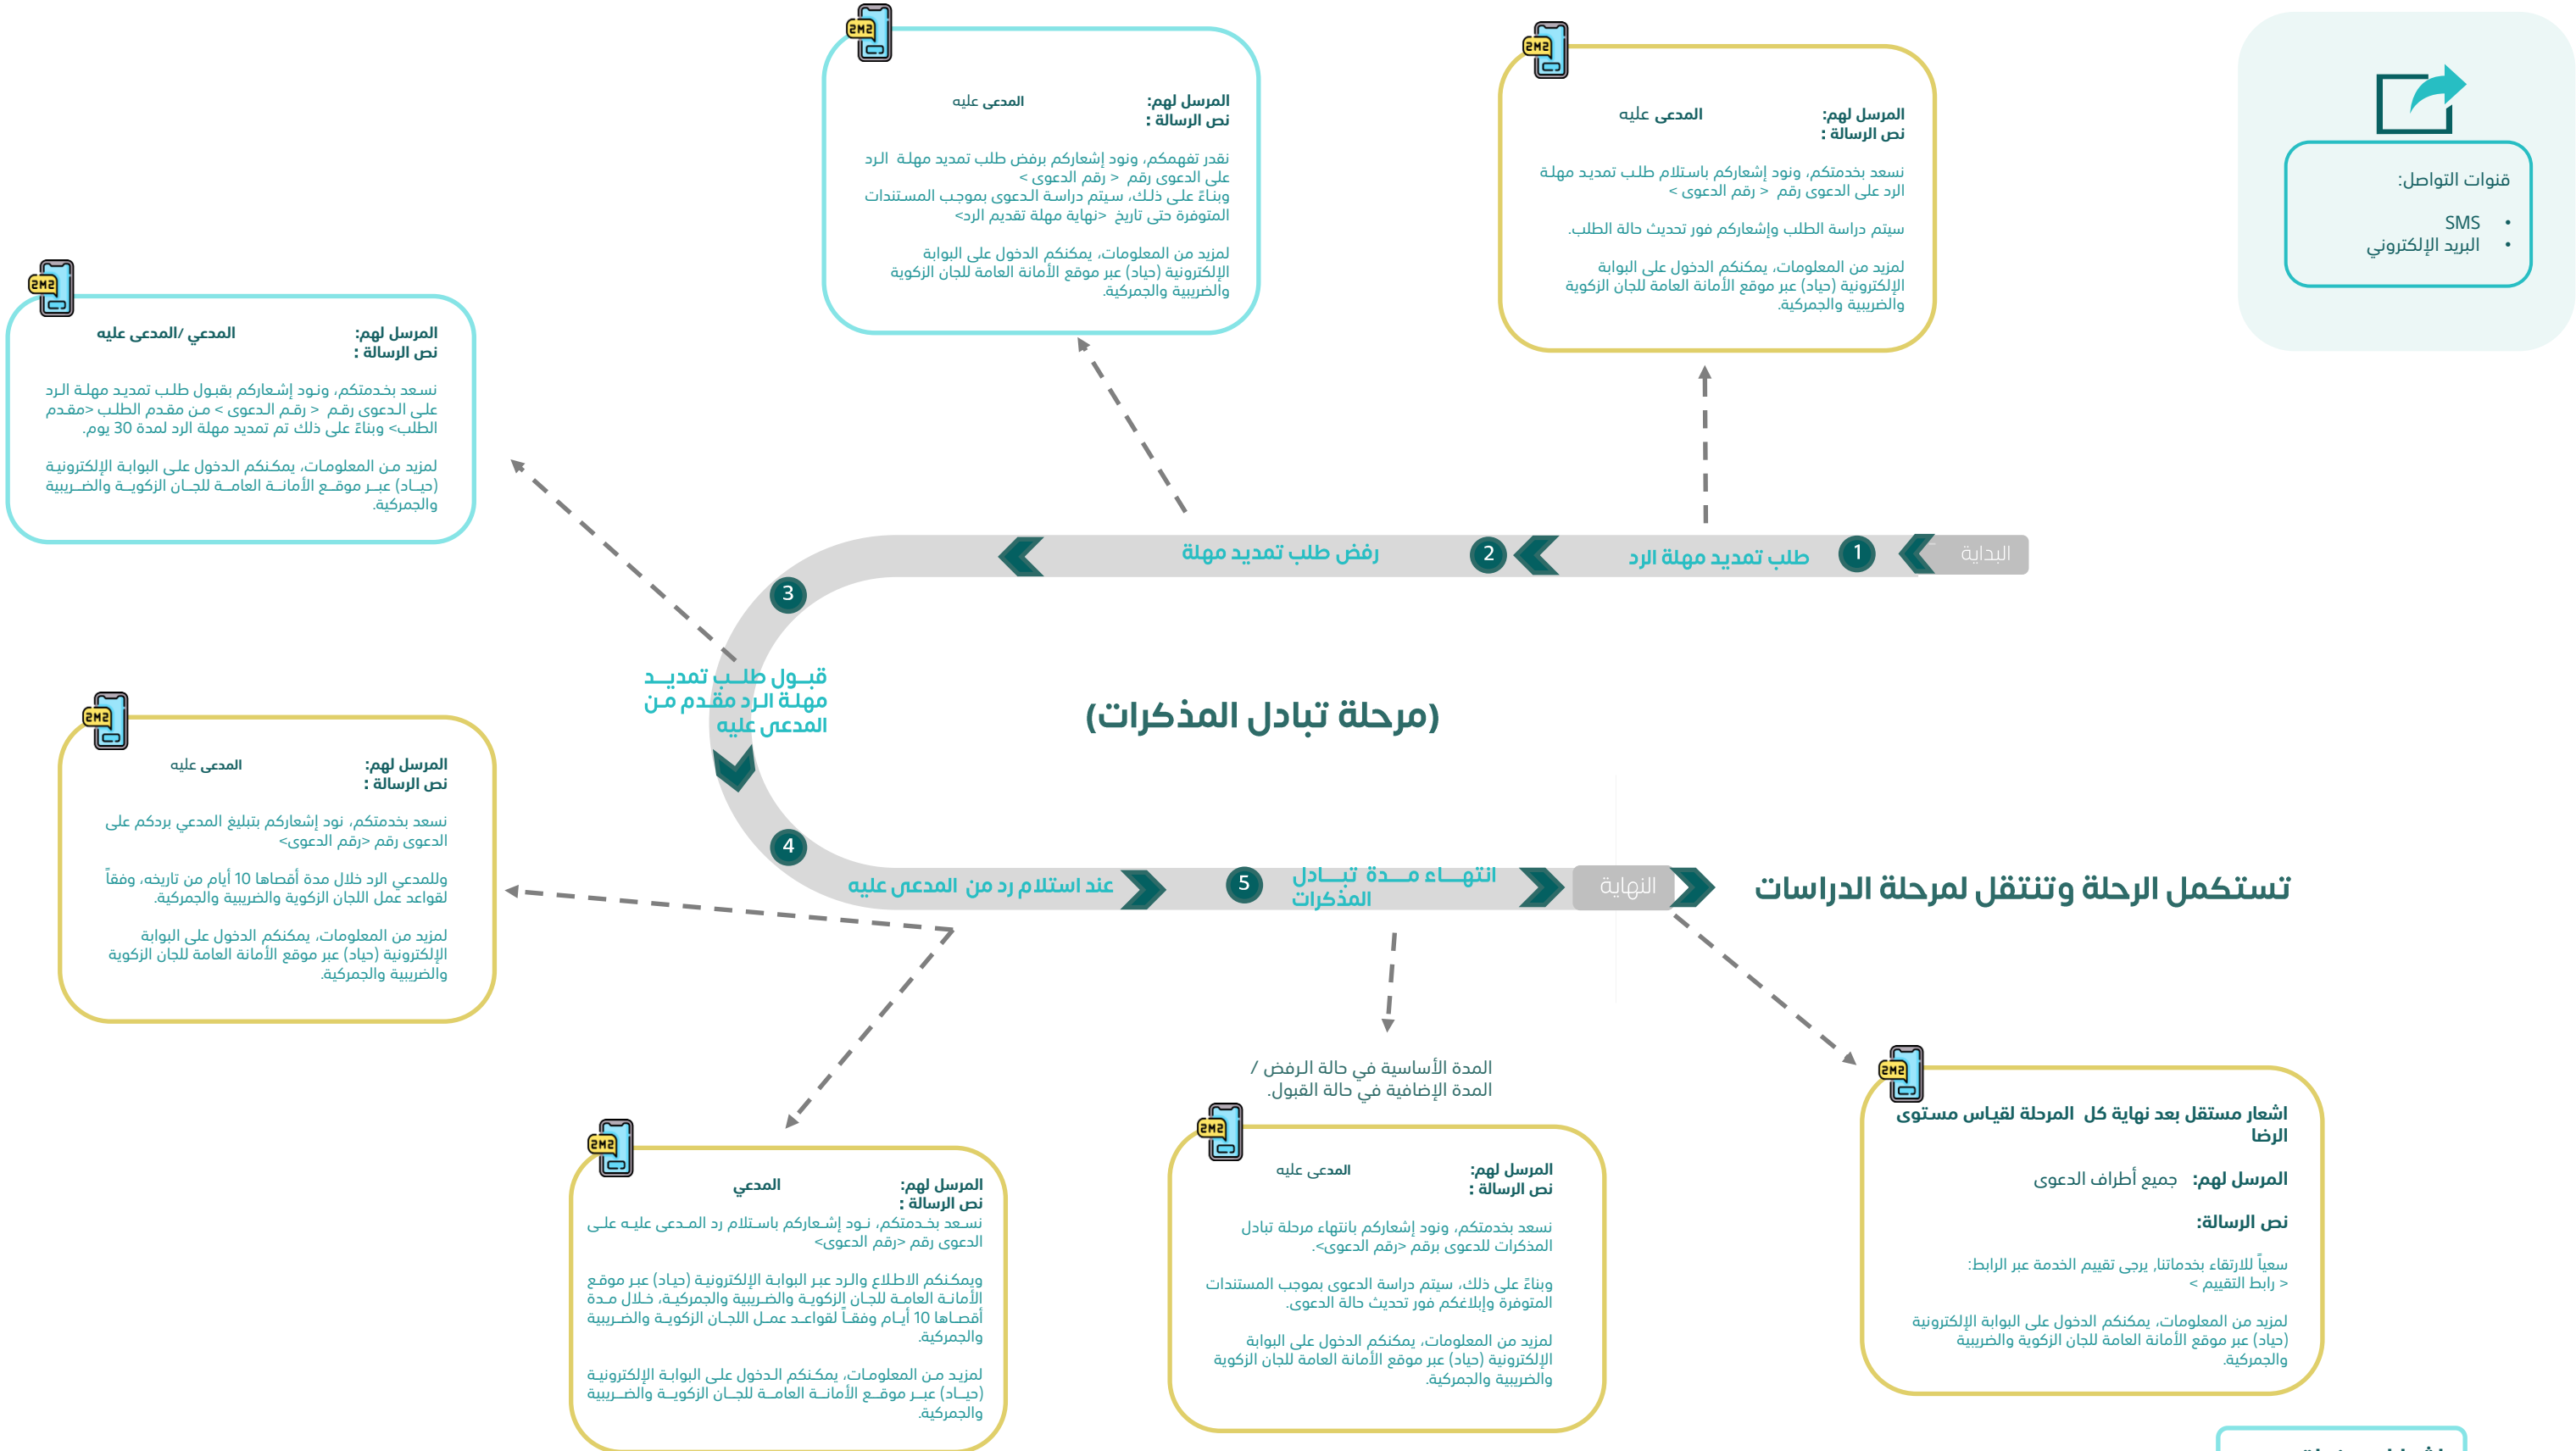 قنوات التواصل:
• SMS
• البريد الإلكتروني
المرسل لهم: المدعى عليه
نص الرسالة :
نسعد بخدمتكم، ونود إشعاركم باستلام طلب تمديد مهلة
الرد على الدعوى رقم < رقم الدعوى >
سيتم دراسة الطلب وإشعاركم فور تحديث حالة الطلب.
لمزيد من المعلومات، يمكنكم الدخول على البوابة
الإلكترونية (حياد) عبر موقع الأمانة العامة للجان الزكوية
والضريبية والجمركية.
المرسل لهم: المدعى عليه
نص الرسالة :
نقدر تفهمكم، ونود إشعاركم برفض طلب تمديد مهلة الرد
على الدعوى رقم < رقم الدعوى >
وبناءً على ذلك، سيتم دراسة الدعوى بموجب المستندات
المتوفرة حتى تاريخ <نهاية مهلة تقديم الرد>
لمزيد من المعلومات، يمكنكم الدخول على البوابة
الإلكترونية (حياد) عبر موقع الأمانة العامة للجان الزكوية
والضريبية والجمركية.
المرسل لهم: المدعي /المدعى عليه
نص الرسالة :
نسعد بخدمتكم، ونود إشعاركم بقبول طلب تمديد مهلة الرد
على الدعوى رقم < رقم الدعوى > من مقدم الطلب <مقدم
الطلب> وبناءً على ذلك تم تمديد مهلة الرد لمدة 30 يوم.
لمزيد من المعلومات، يمكنكم الدخول على البوابة الإلكترونية
(حياد) عبر موقع الأمانة العامة للجان الزكوية والضريبية
والجمركية.
البداية
1
طلب تمديد مهلة الرد
2
رفض طلب تمديد مهلة
3
قبول طلب تمديد
مهلة الرد مقدم من
المدعى عليه
(مرحلة تبادل المذكرات)
4
عند استلام رد من المدعى عليه
5
انتهاء مدة تبادل
المذكرات
النهاية
تستكمل الرحلة وتنتقل لمرحلة الدراسات
المرسل لهم: المدعى عليه
نص الرسالة :
نسعد بخدمتكم، نود إشعاركم بتبليغ المدعي بردكم على
الدعوى رقم <رقم الدعوى>
وللمدعي الرد خلال مدة أقصاها 10 أيام من تاريخه، وفقاً
لقواعد عمل اللجان الزكوية والضريبية والجمركية.
لمزيد من المعلومات، يمكنكم الدخول على البوابة
الإلكترونية (حياد) عبر موقع الأمانة العامة للجان الزكوية
والضريبية والجمركية.
المرسل لهم: المدعي
نص الرسالة :
نسعد بخدمتكم، نود إشعاركم باستلام رد المدعى عليه على
الدعوى رقم <رقم الدعوى>
ويمكنكم الاطلاع والرد عبر البوابة الإلكترونية (حياد) عبر موقع
الأمانة العامة للجان الزكوية والضريبية والجمركية، خلال مدة
أقصاها 10 أيام وفقاً لقواعد عمل اللجان الزكوية والضريبية
والجمركية.
لمزيد من المعلومات، يمكنكم الدخول على البوابة الإلكترونية
(حياد) عبر موقع الأمانة العامة للجان الزكوية والضريبية
والجمركية.
المدة الأساسية في حالة الرفض /
المدة الإضافية في حالة القبول.
المرسل لهم: المدعى عليه
نص الرسالة :
نسعد بخدمتكم، ونود إشعاركم بانتهاء مرحلة تبادل
المذكرات للدعوى برقم <رقم الدعوى>.
وبناءً على ذلك، سيتم دراسة الدعوى بموجب المستندات
المتوفرة وإبلاغكم فور تحديث حالة الدعوى.
لمزيد من المعلومات، يمكنكم الدخول على البوابة
الإلكترونية (حياد) عبر موقع الأمانة العامة للجان الزكوية
والضريبية والجمركية.
اشعار مستقل بعد نهاية كل المرحلة لقياس مستوى
الرضا
المرسل لهم: جميع أطراف الدعوى
نص الرسالة:
سعياً للارتقاء بخدماتنا, يرجى تقييم الخدمة عبر الرابط:
< رابط التقييم >
لمزيد من المعلومات، يمكنكم الدخول على البوابة الإلكترونية
(حياد) عبر موقع الأمانة العامة للجان الزكوية والضريبية
والجمركية.